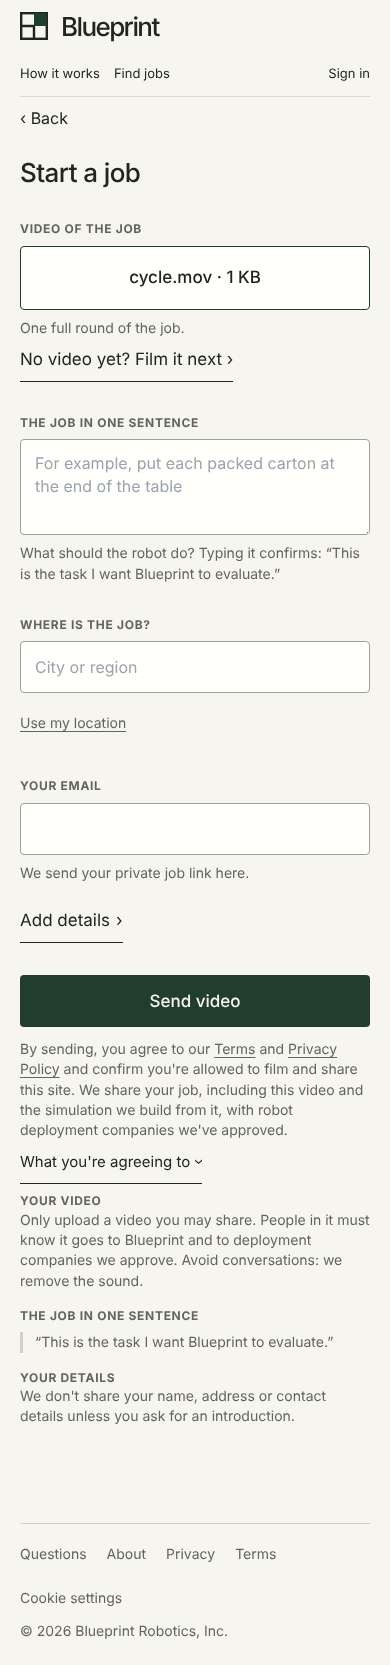 Blueprint
How it works Find jobs Sign in
‹ Back
Start a job
VIDEO OF THE JOB
cycle.mov · 1 KB
One full round of the job.
No video yet? Film it next ›
THE JOB IN ONE SENTENCE
For example, put each packed carton at
the end of the table
What should the robot do? Typing it confirms: “This
is the task I want Blueprint to evaluate.”
WHERE IS THE JOB?
City or region
Use my location
YOUR EMAIL
We send your private job link here.
Add details ›
Send video
By sending, you agree to our Terms and Privacy
Policy and confirm you're allowed to film and share
this site. We share your job, including this video and
the simulation we build from it, with robot
deployment companies we've approved.
What you're agreeing to
YOUR VIDEO
Only upload a video you may share. People in it must
know it goes to Blueprint and to deployment
companies we approve. Avoid conversations: we
remove the sound.
THE JOB IN ONE SENTENCE
“This is the task I want Blueprint to evaluate.”
YOUR DETAILS
We don't share your name, address or contact
details unless you ask for an introduction.
Questions About Privacy Terms
Cookie settings
© 2026 Blueprint Robotics, Inc.